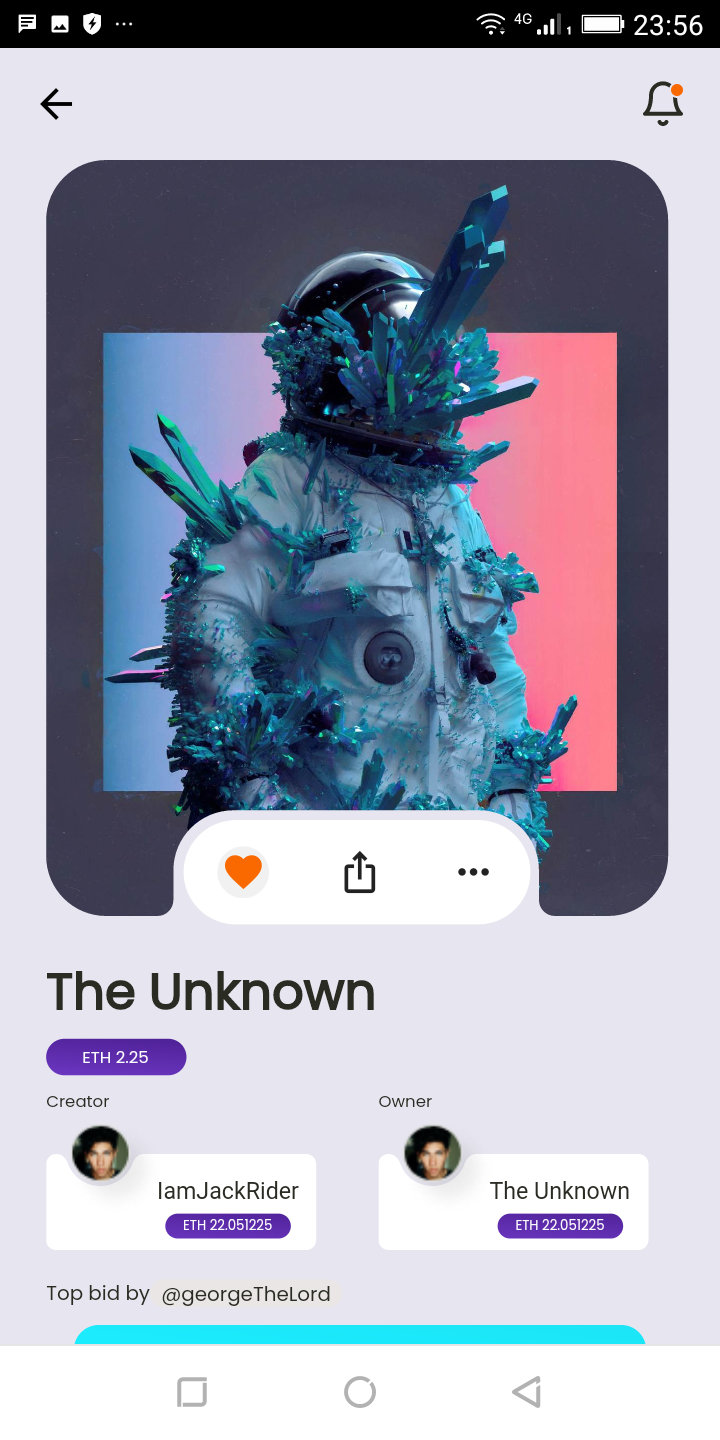 4G 1 23:56
The Unknown
ETH 2.25
Creator Owner
IamJackRider The Unknown
ETH 22.051225 ETH 22.051225
Top bid by @georgeTheLord